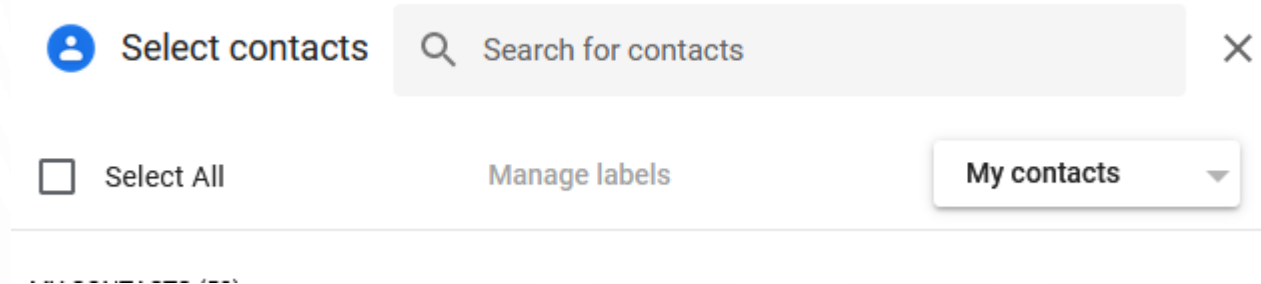 Select contacts
Search for contacts
Select All
Manage labels
My contacts